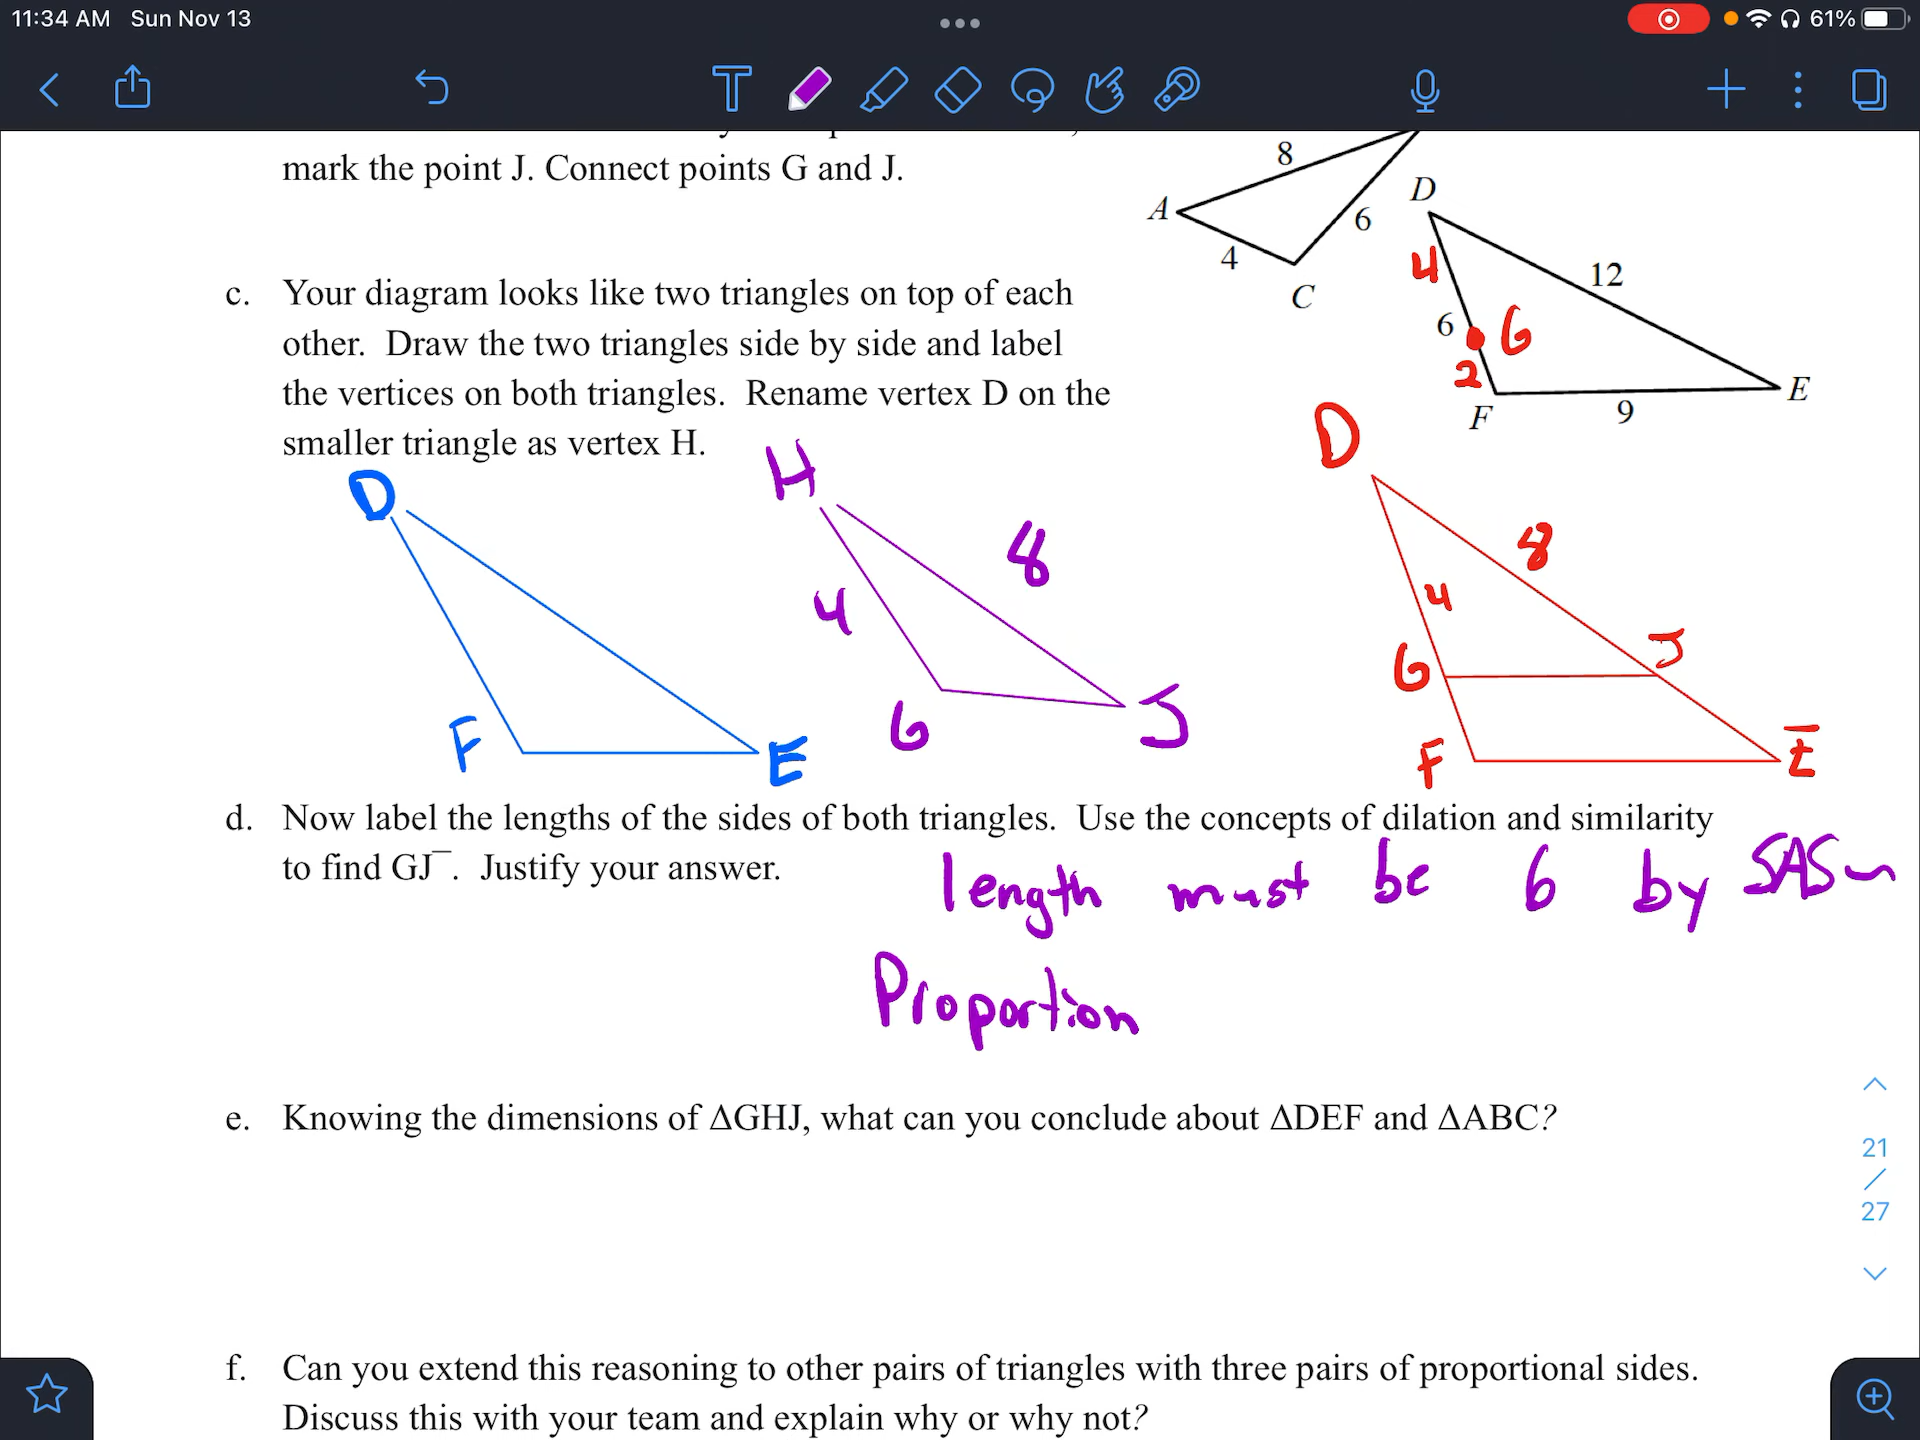 11:34 AM Sun Nov 13
61%
mark the point J. Connect points G and J.
8
A
6
4
C
D
4
12
6
G
2
F
9
E
c. Your diagram looks like two triangles on top of each
other. Draw the two triangles side by side and label
the vertices on both triangles. Rename vertex D on the
smaller triangle as vertex H.
D
F
E
H
8
4
G
J
D
8
4
G
J
F
E
d. Now label the lengths of the sides of both triangles. Use the concepts of dilation and similarity
to find GJ¯. Justify your answer.
length must be 6 by SAS~
Proportion
e. Knowing the dimensions of ΔGHJ, what can you conclude about ΔDEF and ΔABC?
21
/
27
f. Can you extend this reasoning to other pairs of triangles with three pairs of proportional sides.
Discuss this with your team and explain why or why not?